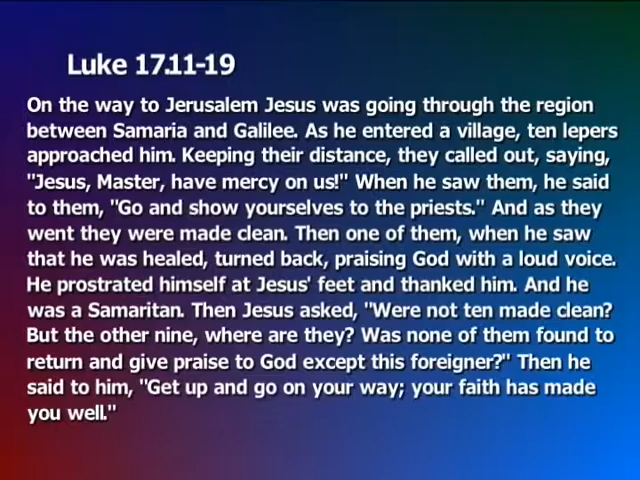 Luke 17.11-19
On the way to Jerusalem Jesus was going through the region
between Samaria and Galilee. As he entered a village, ten lepers
approached him. Keeping their distance, they called out, saying,
"Jesus, Master, have mercy on us!" When he saw them, he said
to them, "Go and show yourselves to the priests." And as they
went they were made clean. Then one of them, when he saw
that he was healed, turned back, praising God with a loud voice.
He prostrated himself at Jesus' feet and thanked him. And he
was a Samaritan. Then Jesus asked, "Were not ten made clean?
But the other nine, where are they? Was none of them found to
return and give praise to God except this foreigner?" Then he
said to him, "Get up and go on your way; your faith has made
you well."